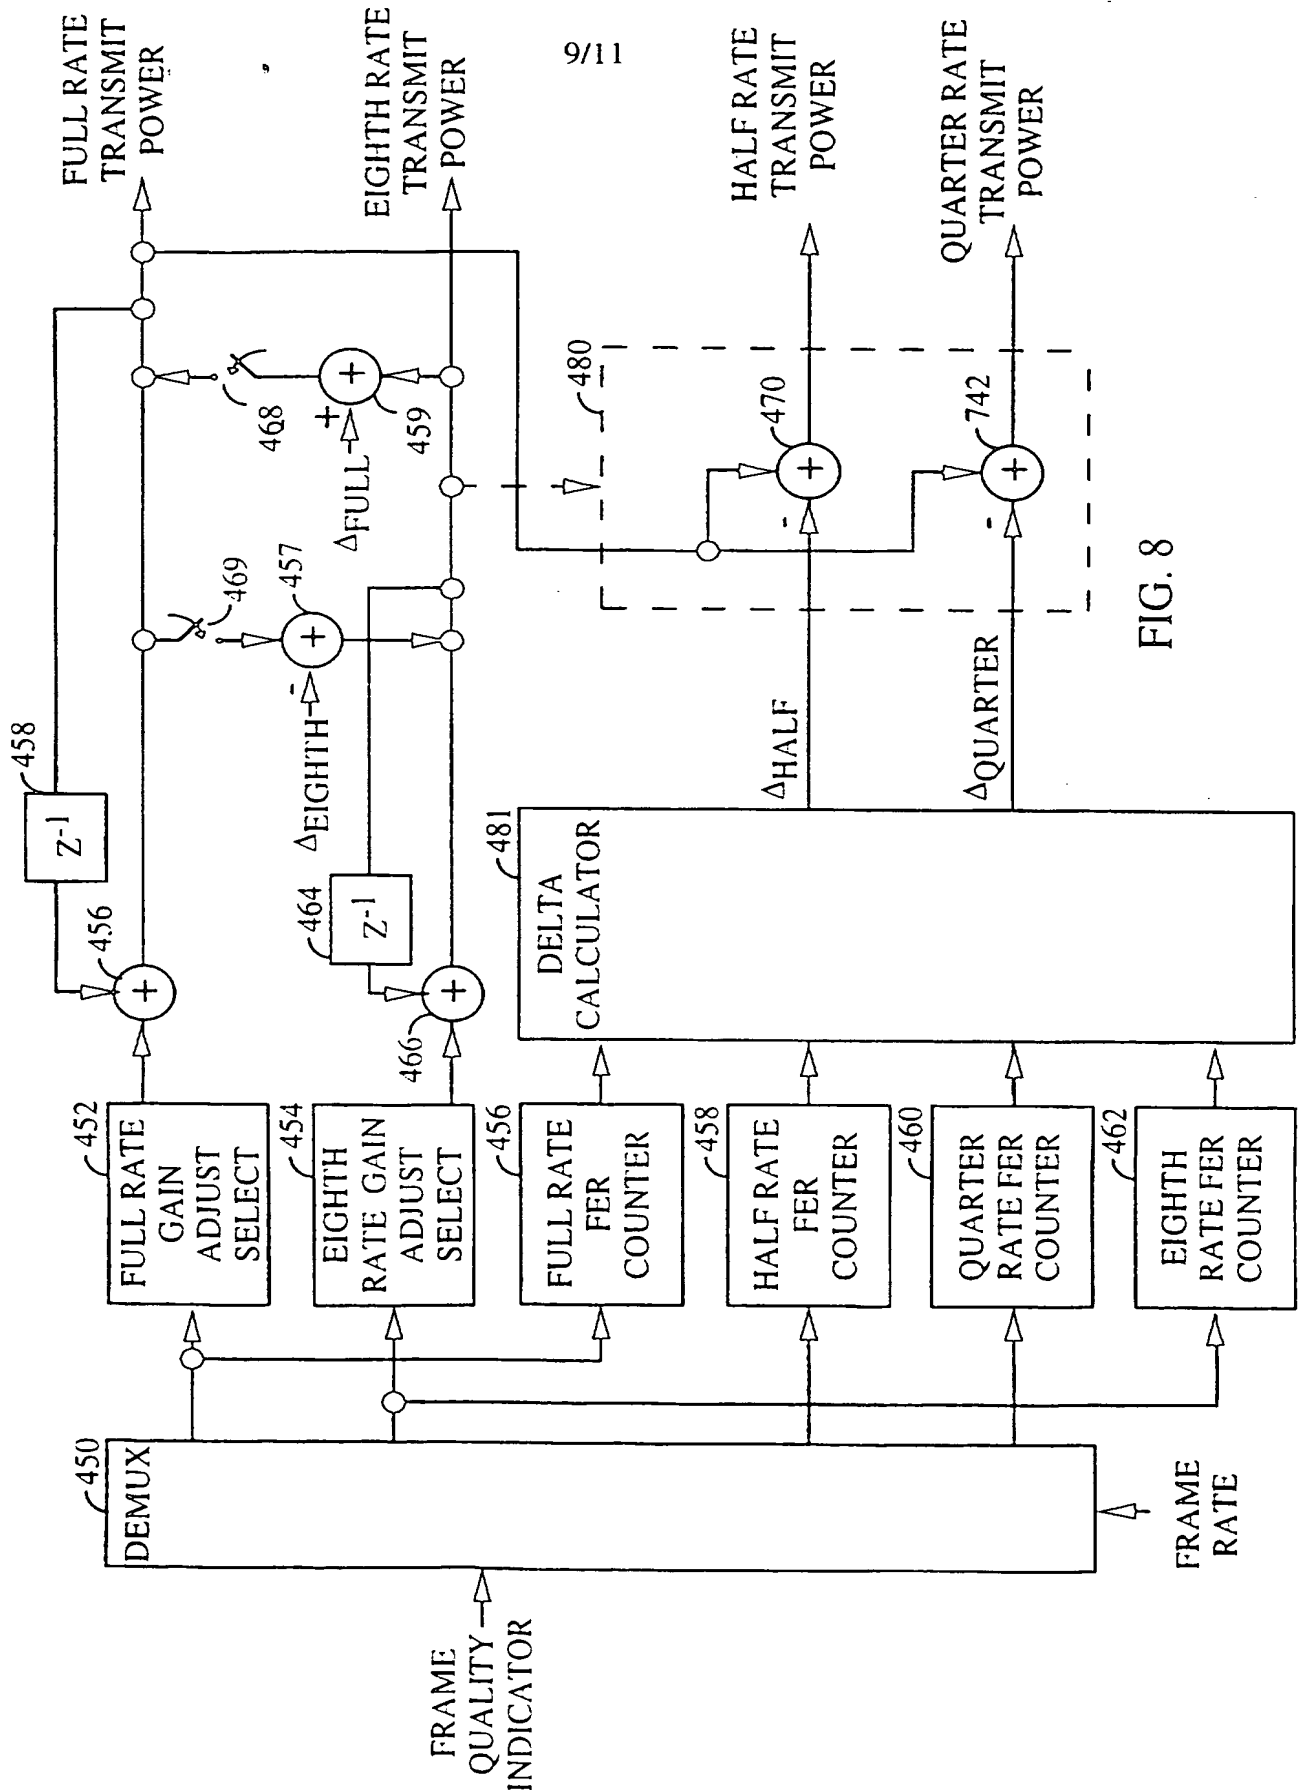 9/11
FRAME
QUALITY
INDICATOR
FRAME
RATE
450
DEMUX
452
FULL RATE
GAIN
ADJUST
SELECT
454
EIGHTH
RATE GAIN
ADJUST
SELECT
456
FULL RATE
FER
COUNTER
458
HALF RATE
FER
COUNTER
460
QUARTER
RATE FER
COUNTER
462
EIGHTH
RATE FER
COUNTER
456
+
458
Z-1
466
+
464
Z-1
481
DELTA
CALCULATOR
469
457
+
-
ΔEIGHTH
468
459
+
+
ΔFULL
ΔHALF
ΔQUARTER
480
470
+
-
742
+
-
FULL RATE
TRANSMIT
POWER
EIGHTH RATE
TRANSMIT
POWER
HALF RATE
TRANSMIT
POWER
QUARTER RATE
TRANSMIT
POWER
FIG. 8